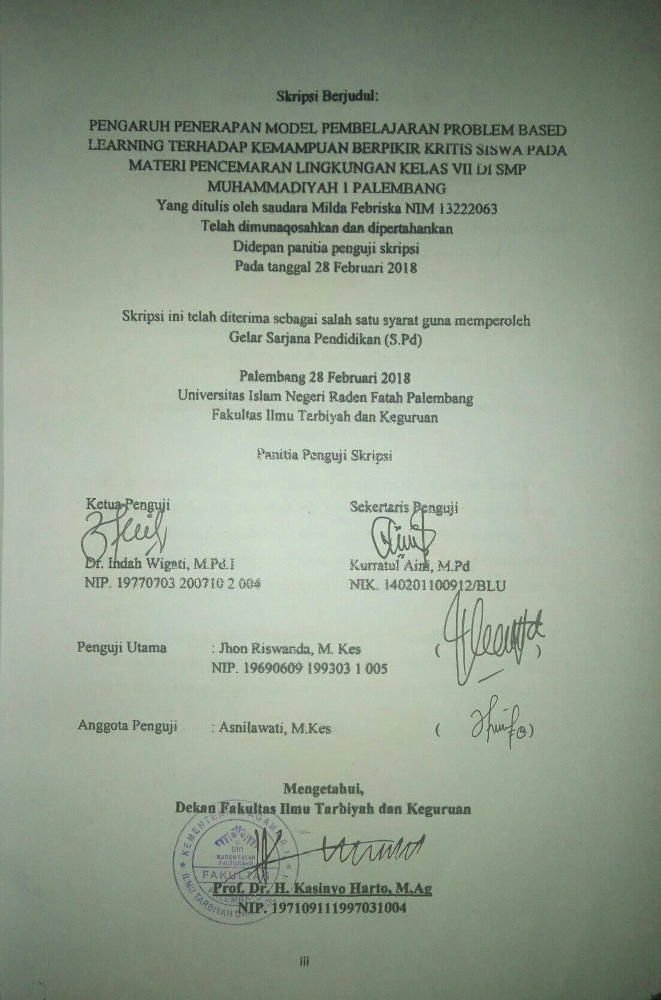 Skripsi Berjudul:
PENGARUH PENERAPAN MODEL PEMBELAJARAN PROBLEM BASED
LEARNING TERHADAP KEMAMPUAN BERPIKIR KRITIS SISWA PADA
MATERI PENCEMARAN LINGKUNGAN KELAS VII DI SMP
MUHAMMADIYAH 1 PALEMBANG
Yang ditulis oleh saudara Milda Febriska NIM 13222063
Telah dimunaqosahkan dan dipertahankan
Didepan panitia penguji skripsi
Pada tanggal 28 Februari 2018
Skripsi ini telah diterima sebagai salah satu syarat guna memperoleh
Gelar Sarjana Pendidikan (S.Pd)
Palembang 28 Februari 2018
Universitas Islam Negeri Raden Fatah Palembang
Fakultas Ilmu Tarbiyah dan Keguruan
Panitia Penguji Skripsi
Ketua Penguji Sekertaris Penguji
Dr. Indah Wigati, M.Pd.I Kurratul Aini, M.Pd
NIP. 19770703 200710 2 004 NIK. 140201100912/BLU
Penguji Utama : Jhon Riswanda, M. Kes ( )
NIP. 19690609 199303 1 005
Anggota Penguji : Asnilawati, M.Kes ( )
Mengetahui,
Dekan Fakultas Ilmu Tarbiyah dan Keguruan
KEMENTERIAN AGAMA R.I
uin
RADEN FATAH
PALEMBANG
FAKULTAS
ILMU TARBIYAH DAN
Prof. Dr. H. Kasinyo Harto, M.Ag
NIP. 197109111997031004
iii